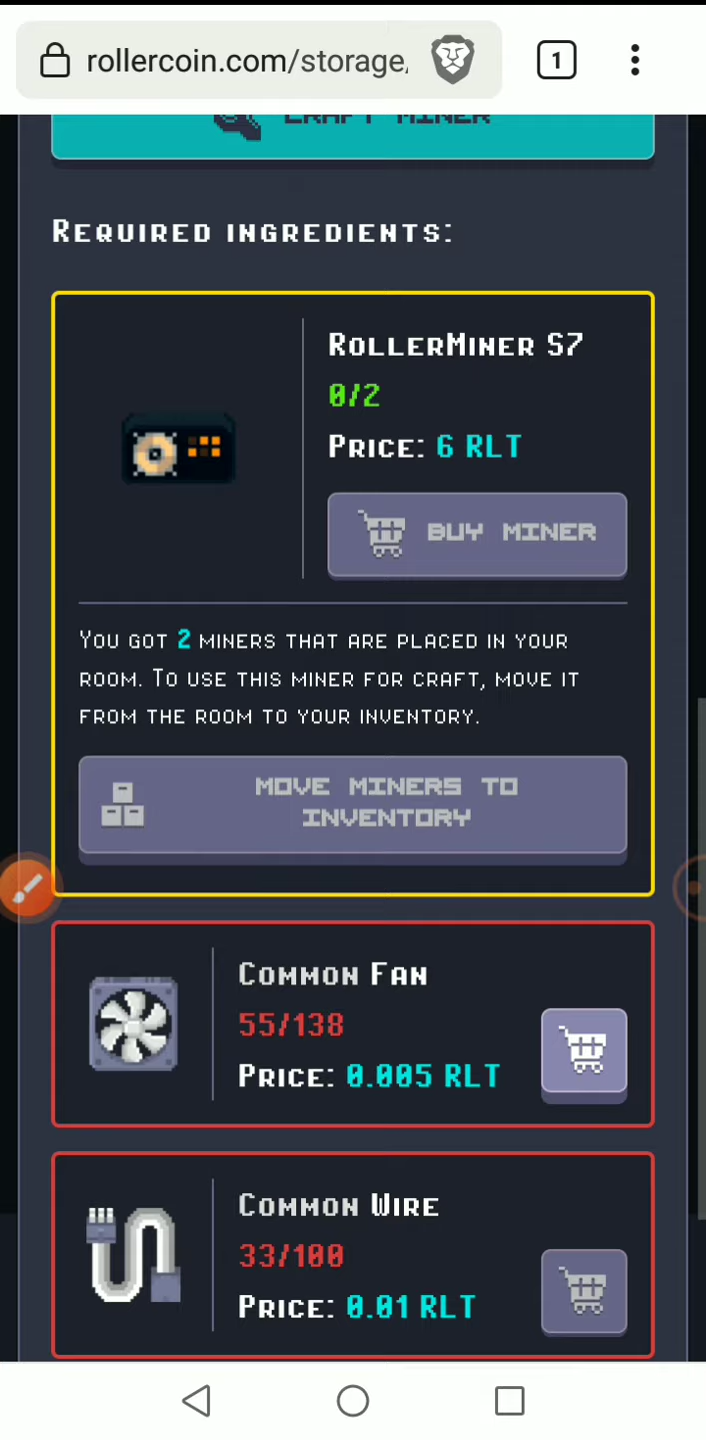 rollercoin.com/storage/
1
CRAFT MINER
REQUIRED INGREDIENTS:
ROLLERMINER S7
0/2
PRICE: 6 RLT
BUY MINER
YOU GOT 2 MINERS THAT ARE PLACED IN YOUR
ROOM. TO USE THIS MINER FOR CRAFT, MOVE IT
FROM THE ROOM TO YOUR INVENTORY.
MOVE MINERS TO
INVENTORY
COMMON FAN
55/138
PRICE: 0.005 RLT
COMMON WIRE
33/100
PRICE: 0.01 RLT